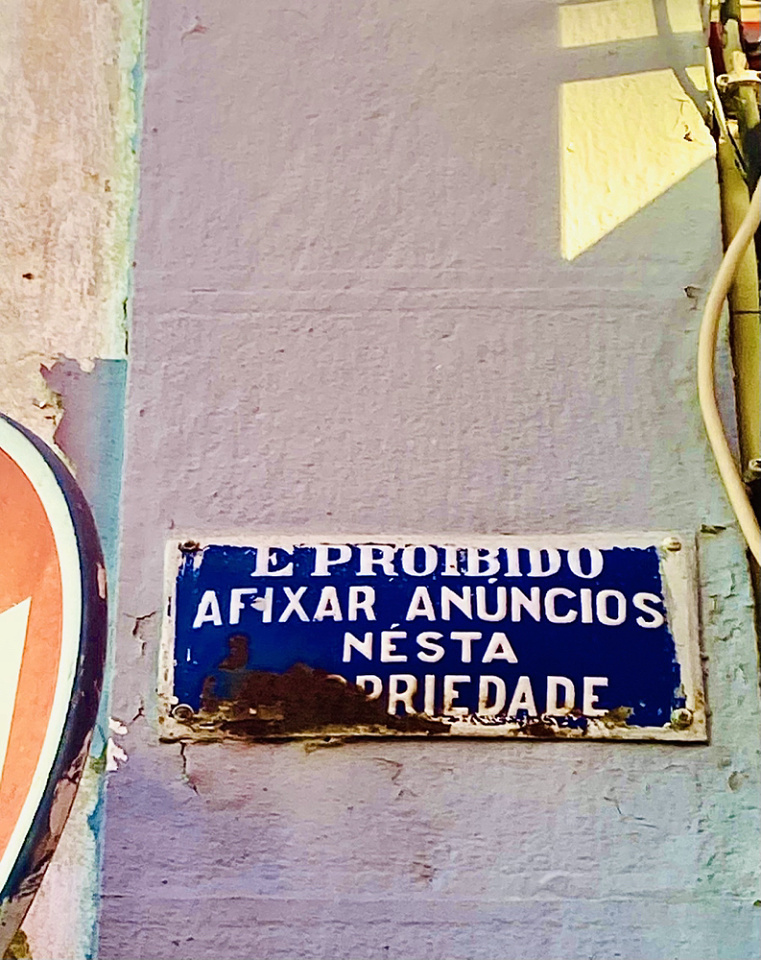 E PROIBIDO
AFIXAR ANÚNCIOS
NÉSTA
PRIEDADE